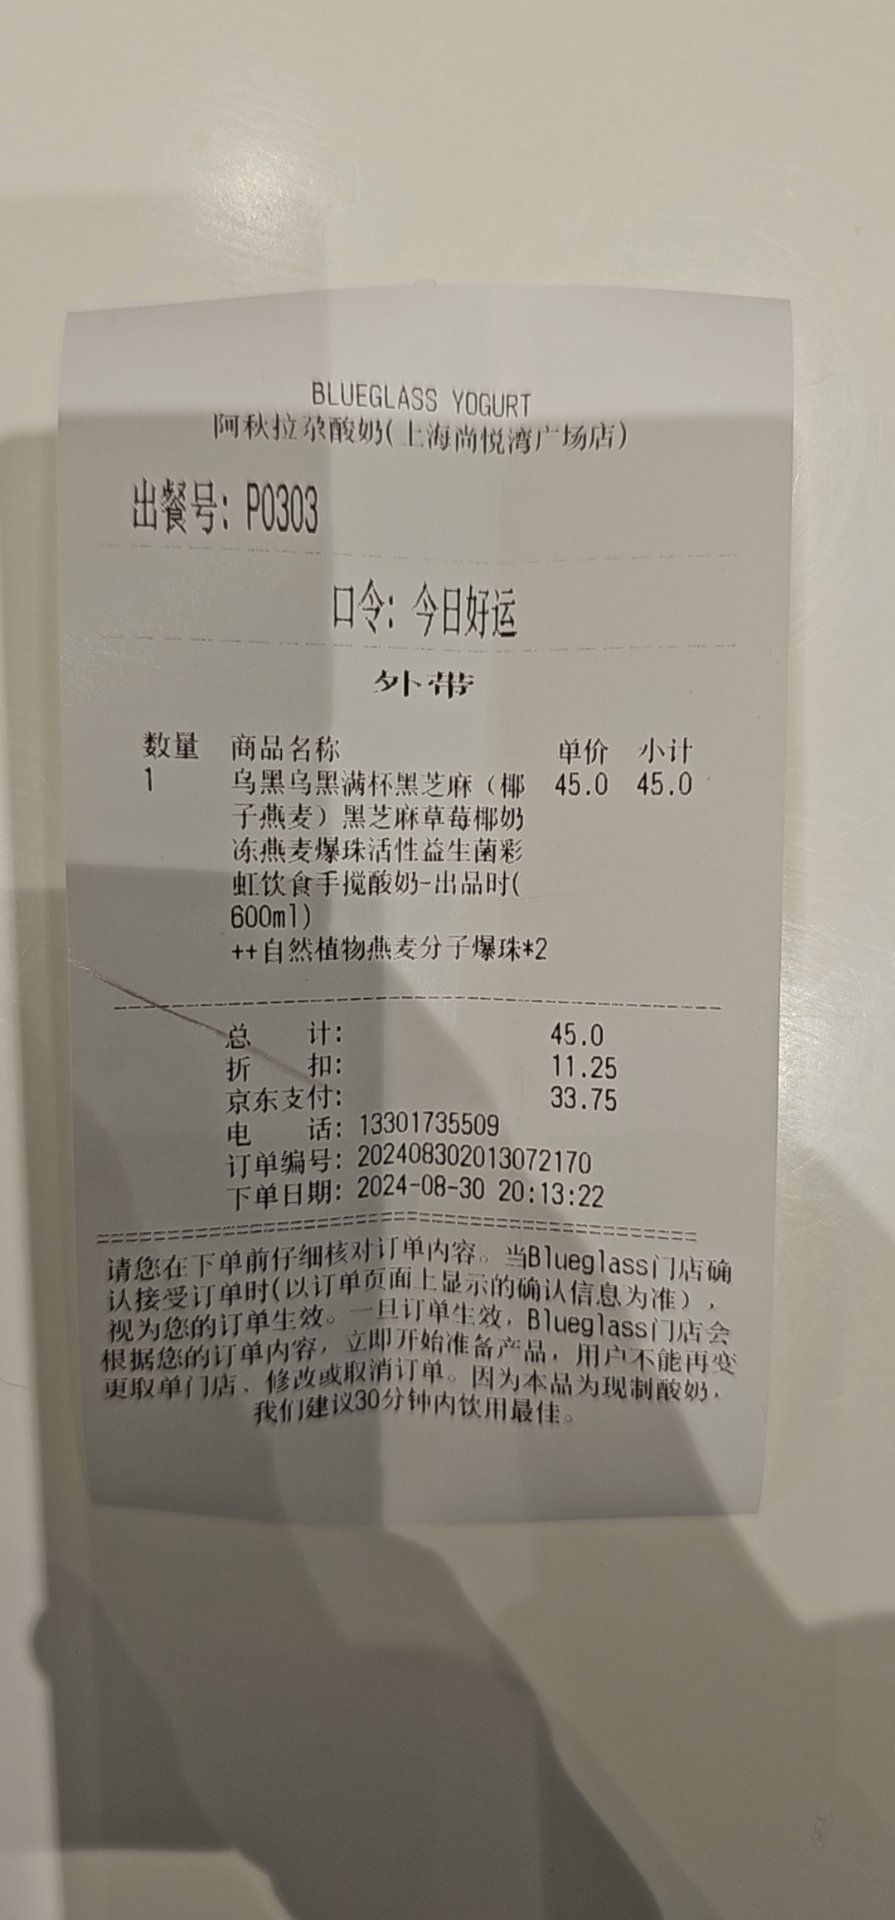 BLUEGLASS YOGURT
阿秋拉尕酸奶(上海尚悦湾广场店)
出餐号: P0303
口令: 今日好运
外带
数量 商品名称 单价 小计
1 乌黑乌黑满杯黑芝麻（椰 45.0 45.0
子燕麦）黑芝麻草莓椰奶
冻燕麦爆珠活性益生菌彩
虹饮食手搅酸奶-出品时(
600ml)
++自然植物燕麦分子爆珠*2
总 计: 45.0
折 扣: 11.25
京东支付: 33.75
电 话: 13301735509
订单编号: 202408302013072170
下单日期: 2024-08-30 20:13:22
请您在下单前仔细核对订单内容。当Blueglass门店确
认接受订单时(以订单页面上显示的确认信息为准)，
视为您的订单生效。一旦订单生效，Blueglass门店会
根据您的订单内容，立即开始准备产品，用户不能再变
更取单门店、修改或取消订单。因为本品为现制酸奶，
我们建议30分钟内饮用最佳。